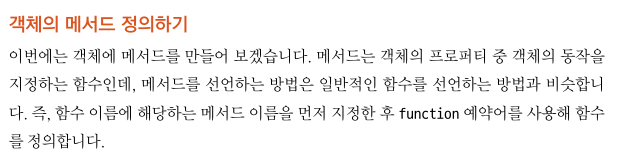 객체의 메서드 정의하기
이번에는 객체에 메서드를 만들어 보겠습니다. 메서드는 객체의 프로퍼티 중 객체의 동작을
지정하는 함수인데, 메서드를 선언하는 방법은 일반적인 함수를 선언하는 방법과 비슷합니
다. 즉, 함수 이름에 해당하는 메서드 이름을 먼저 지정한 후 function 예약어를 사용해 함수
를 정의합니다.